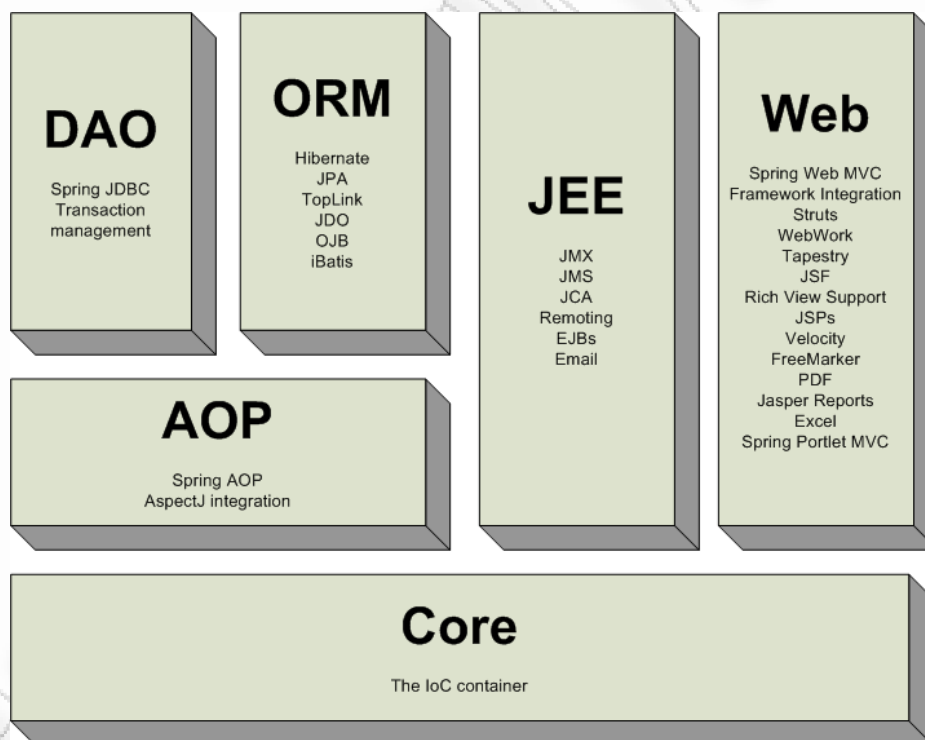 DAO
Spring JDBC
Transaction
management
ORM
Hibernate
JPA
TopLink
JDO
OJB
iBatis
JEE
JMX
JMS
JCA
Remoting
EJBs
Email
Web
Spring Web MVC
Framework Integration
Struts
WebWork
Tapestry
JSF
Rich View Support
JSPs
Velocity
FreeMarker
PDF
Jasper Reports
Excel
Spring Portlet MVC
AOP
Spring AOP
AspectJ integration
Core
The IoC container